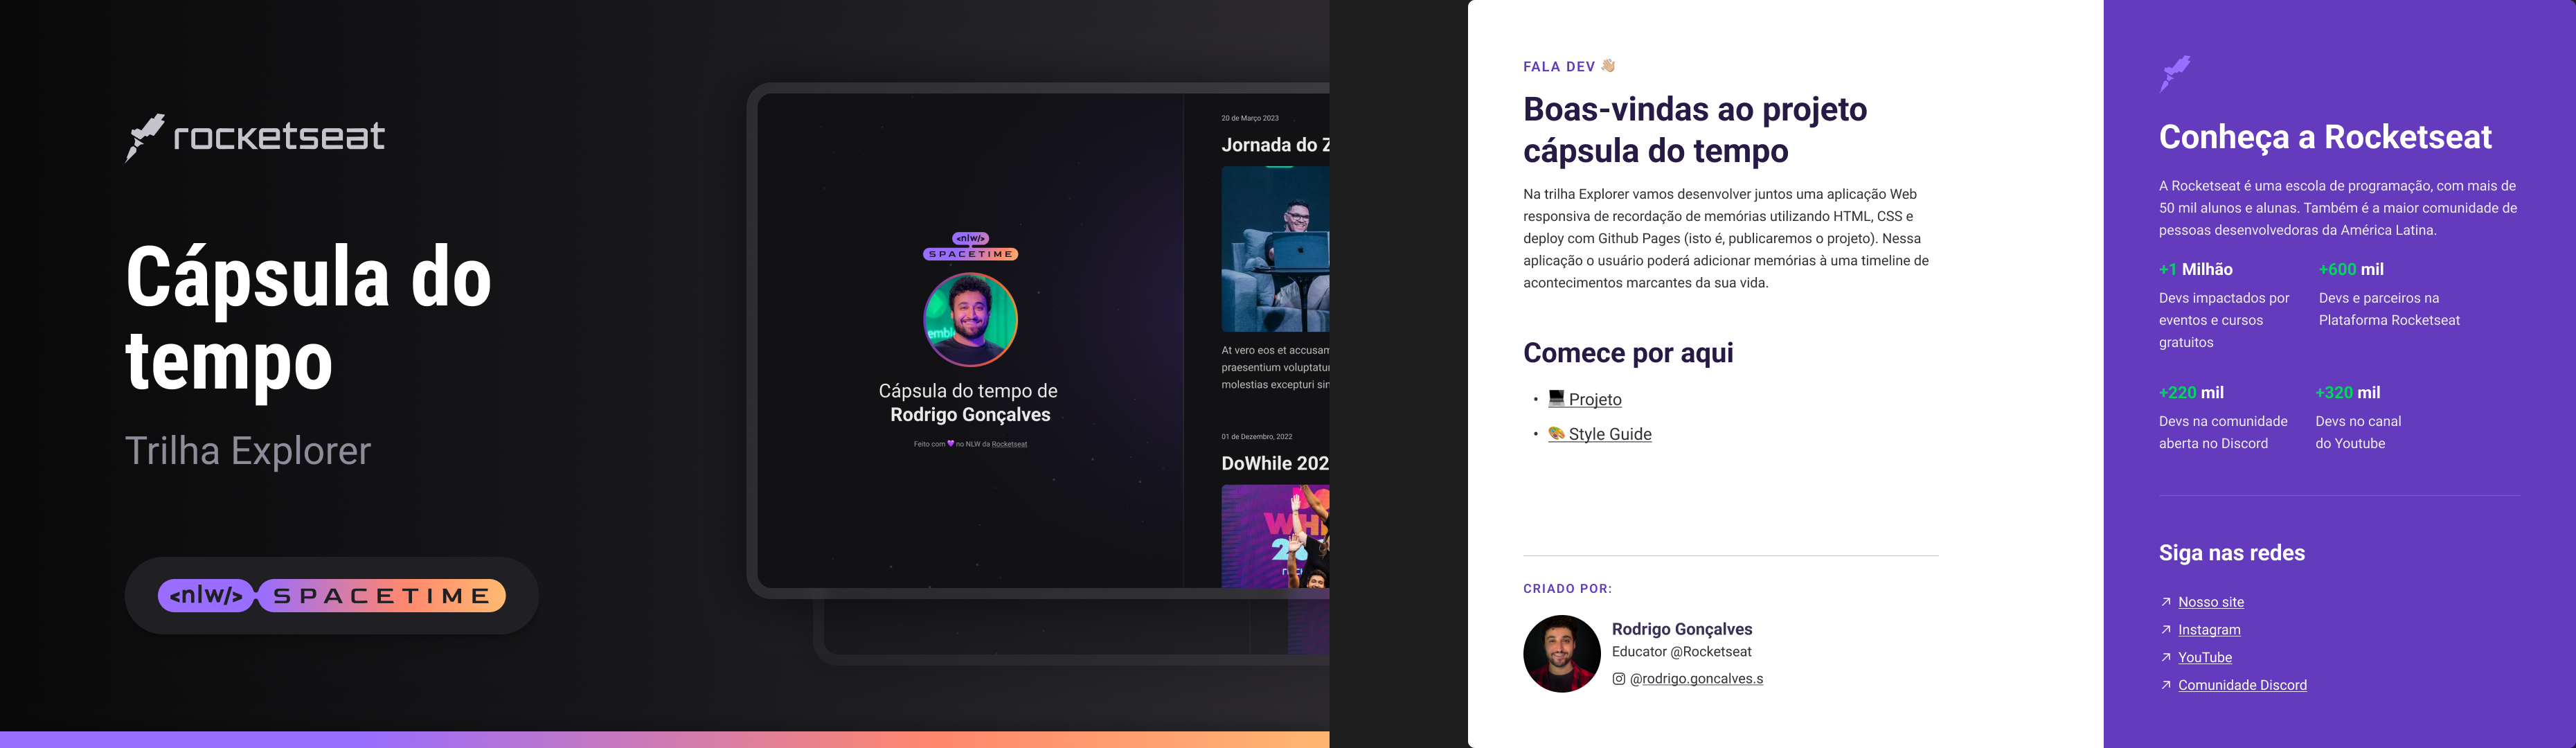 rocketseat
Cápsula do
tempo
Trilha Explorer
<nlw/> SPACETIME
<nlw/>
SPACETIME
Cápsula do tempo de
Rodrigo Gonçalves
Feito com 💜 no NLW da Rocketseat
20 de Março 2023
Jornada do
At vero eos et
praesentium
molestias excepturi
01 de Dezembro, 2022
DoWhile 202
FALA DEV 👋🏼
Boas-vindas ao projeto
cápsula do tempo
Na trilha Explorer vamos desenvolver juntos uma aplicação Web
responsiva de recordação de memórias utilizando HTML, CSS e
deploy com Github Pages (isto é, publicaremos o projeto). Nessa
aplicação o usuário poderá adicionar memórias à uma timeline de
acontecimentos marcantes da sua vida.
Comece por aqui
• 💻 Projeto
• 🎨 Style Guide
CRIADO POR:
Rodrigo Gonçalves
Educator @Rocketseat
@rodrigo.goncalves.s
Conheça a Rocketseat
A Rocketseat é uma escola de programação, com mais de
50 mil alunos e alunas. Também é a maior comunidade de
pessoas desenvolvedoras da América Latina.
+1 Milhão
Devs impactados por
eventos e cursos
gratuitos
+600 mil
Devs e parceiros na
Plataforma Rocketseat
+220 mil
Devs na comunidade
aberta no Discord
+320 mil
Devs no canal
do Youtube
Siga nas redes
Nosso site
Instagram
YouTube
Comunidade Discord